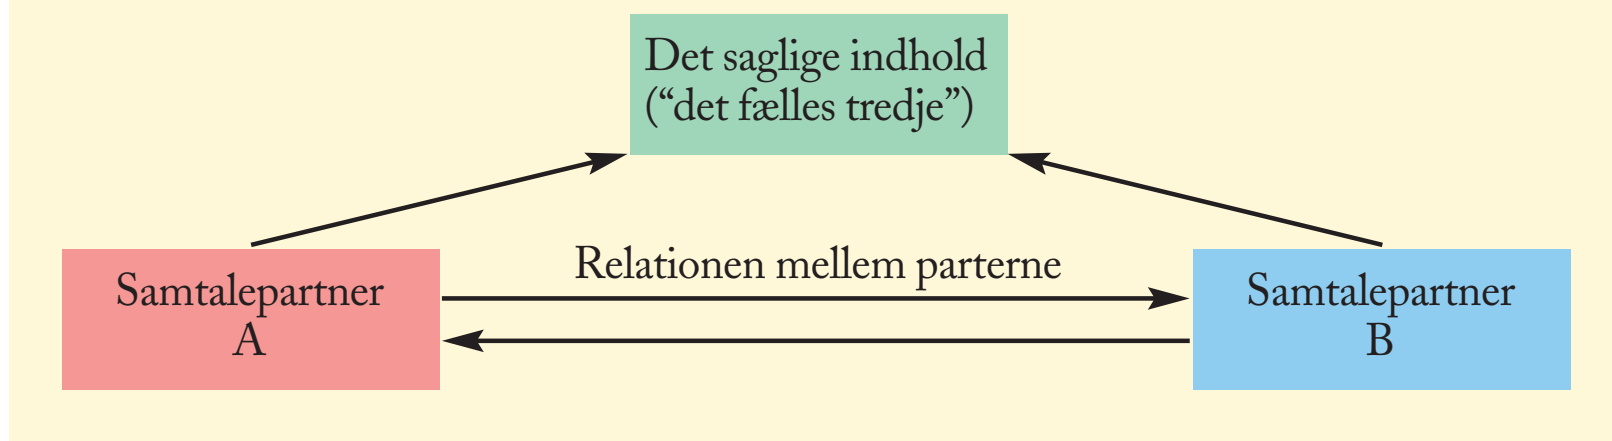 Det saglige indhold
(“det fælles tredje”)
Relationen mellem parterne
Samtalepartner
A
Samtalepartner
B